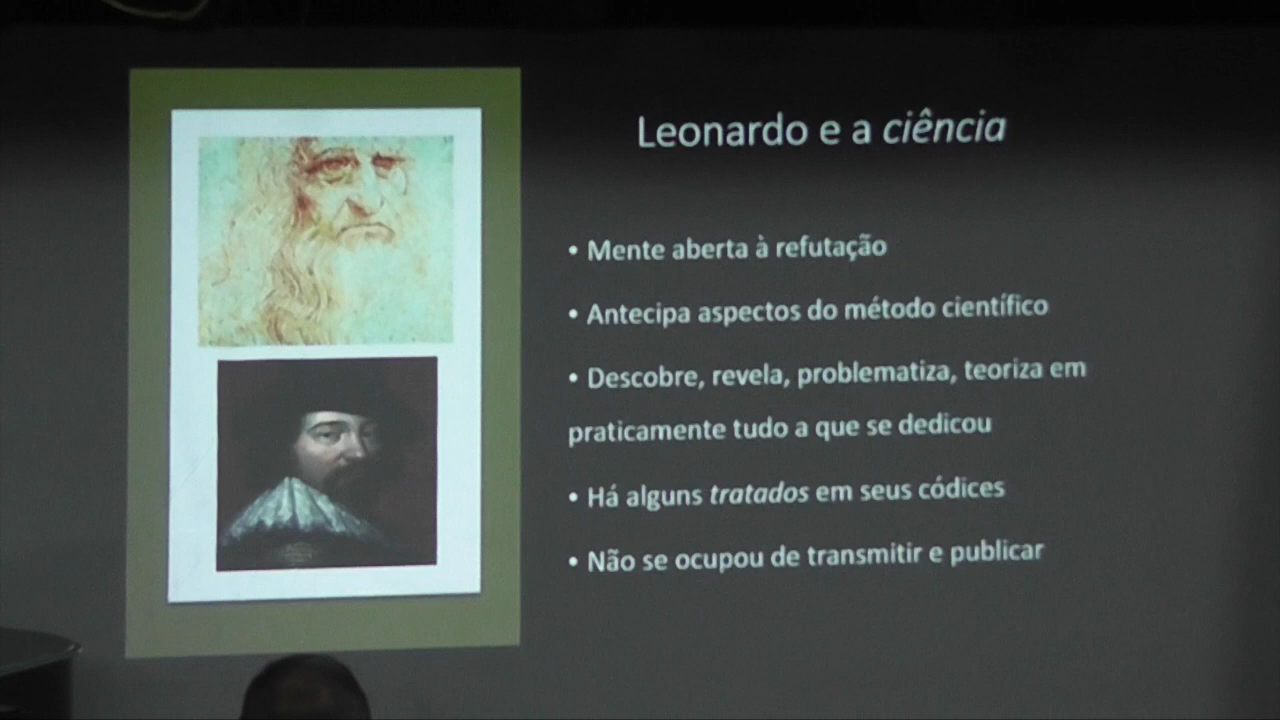 Leonardo e a ciência
• Mente aberta à refutação
• Antecipa aspectos do método científico
• Descobre, revela, problematiza, teoriza em
praticamente tudo a que se dedicou
• Há alguns tratados em seus códices
• Não se ocupou de transmitir e publicar